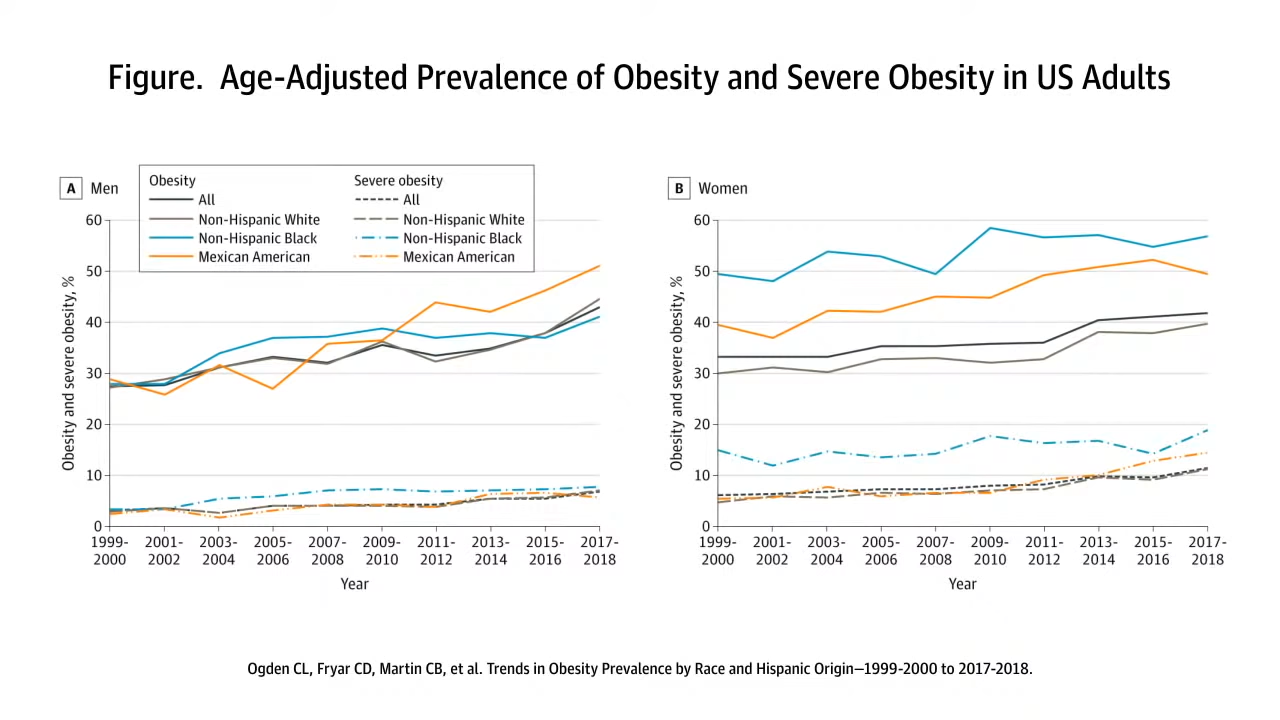 Figure. Age-Adjusted Prevalence of Obesity and Severe Obesity in US Adults
A Men
Obesity
All
Non-Hispanic White
Non-Hispanic Black
Mexican American
Severe obesity
All
Non-Hispanic White
Non-Hispanic Black
Mexican American
Obesity and severe obesity, %
60
50
40
30
20
10
0
1999-2000
2001-2002
2003-2004
2005-2006
2007-2008
2009-2010
2011-2012
2013-2014
2015-2016
2017-2018
Year
B Women
Obesity and severe obesity, %
60
50
40
30
20
10
0
1999-2000
2001-2002
2003-2004
2005-2006
2007-2008
2009-2010
2011-2012
2013-2014
2015-2016
2017-2018
Year
Ogden CL, Fryar CD, Martin CB, et al. Trends in Obesity Prevalence by Race and Hispanic Origin—1999-2000 to 2017-2018.